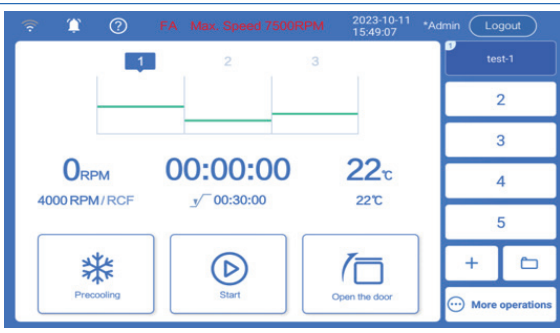 FA Max. Speed 7500RPM 2023-10-11 15:49:07 *Admin Logout
1 2 3
0RPM 00:00:00 22℃
4000 RPM/RCF 00:30:00 22℃
Precooling Start Open the door
1 test-1
2
3
4
5
+
More operations